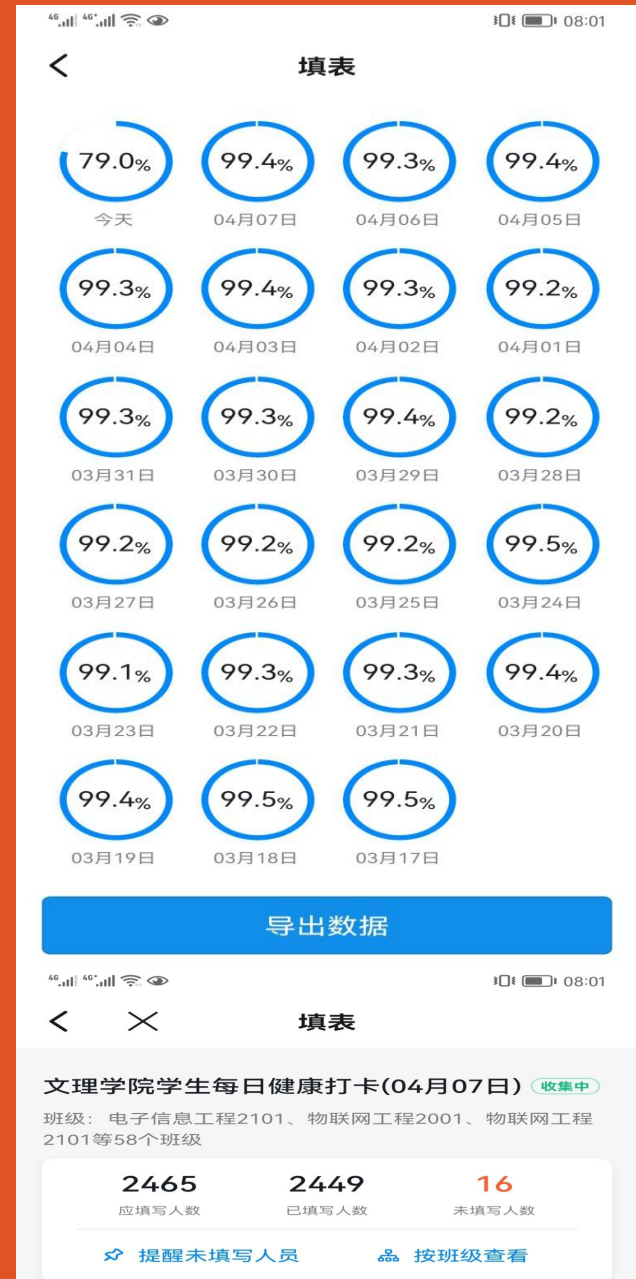 08:01
填表
79.0% 99.4% 99.3% 99.4%
今天 04月07日 04月06日 04月05日
99.3% 99.4% 99.3% 99.2%
04月04日 04月03日 04月02日 04月01日
99.3% 99.3% 99.4% 99.2%
03月31日 03月30日 03月29日 03月28日
99.2% 99.2% 99.2% 99.5%
03月27日 03月26日 03月25日 03月24日
99.1% 99.3% 99.3% 99.4%
03月23日 03月22日 03月21日 03月20日
99.4% 99.5% 99.5%
03月19日 03月18日 03月17日
导出数据
08:01
填表
文理学院学生每日健康打卡(04月07日) 收集中
班级: 电子信息工程2101、物联网工程2001、物联网工程
2101等58个班级
2465 2449 16
应填写人数 已填写人数 未填写人数
提醒未填写人员 按班级查看